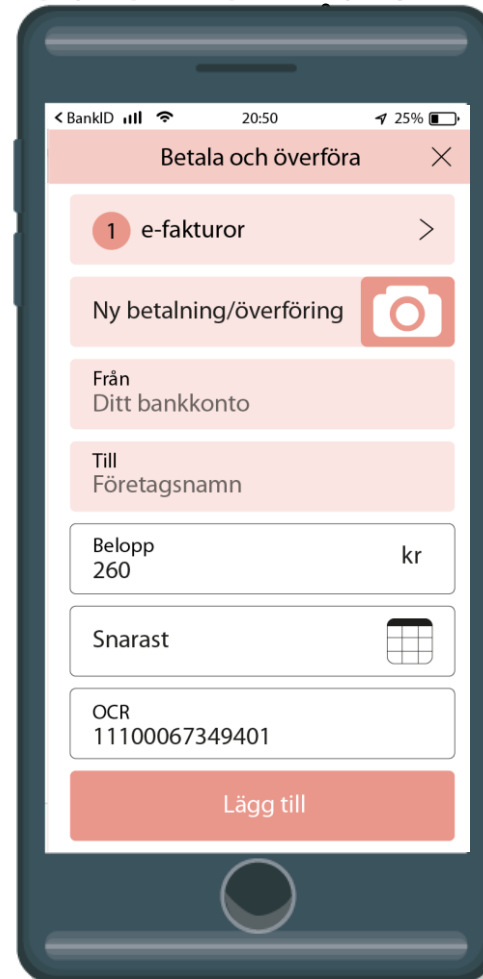 BankID 20:50 25%
Betala och överföra
1 e-fakturor
Ny betalning/överföring
Från
Ditt bankkonto
Till
Företagsnamn
Belopp
260 kr
Snarast
OCR
11100067349401
Lägg till